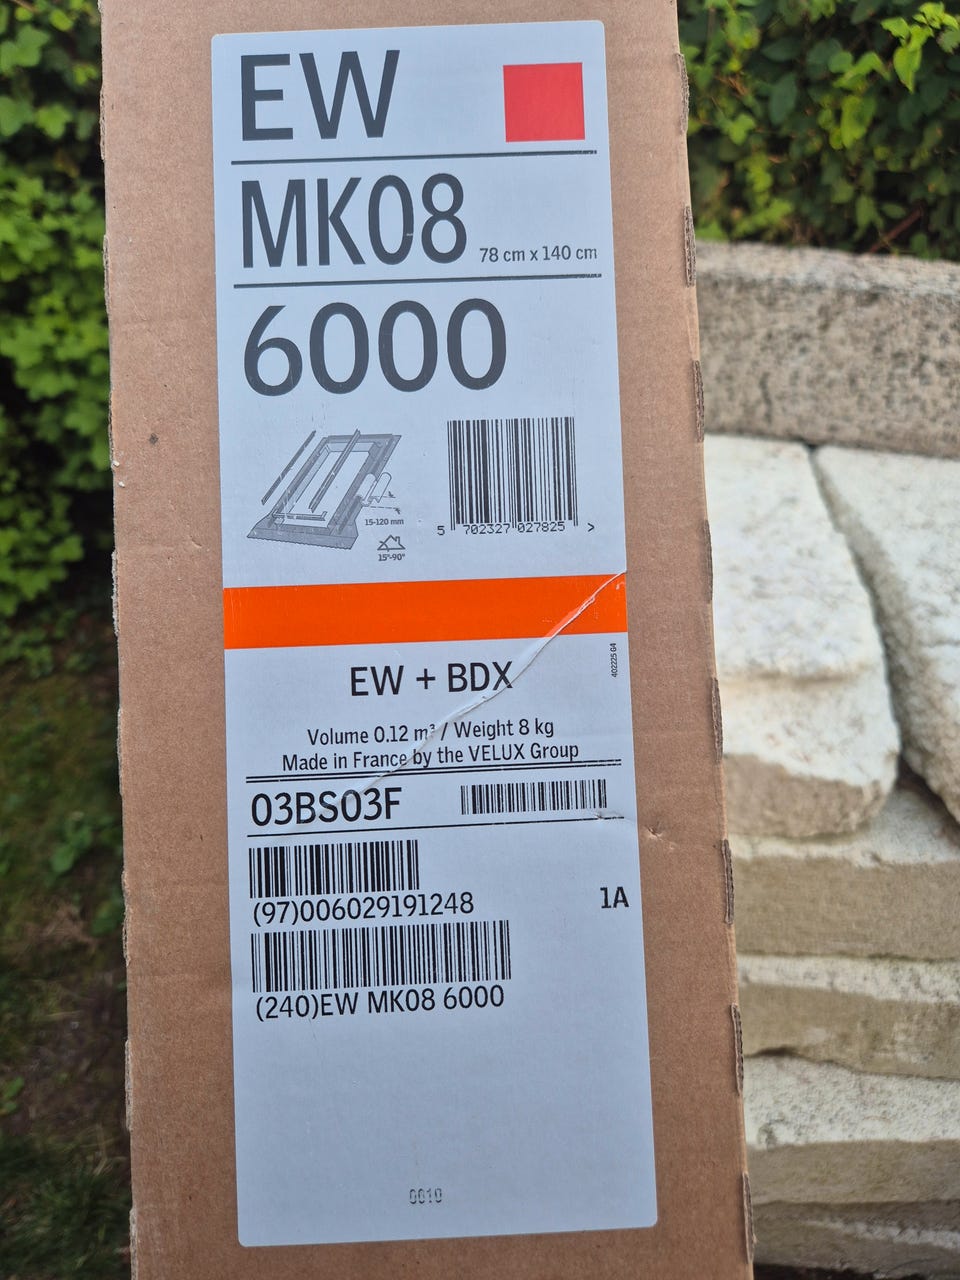 EW
MK08 78 cm x 140 cm
6000
15-120 mm
15°-90°
5 702327 027825 >
EW + BDX
402225 G4
Volume 0.12 m³ / Weight 8 kg
Made in France by the VELUX Group
03BS03F
(97)006029191248
1A
(240)EW MK08 6000
0010